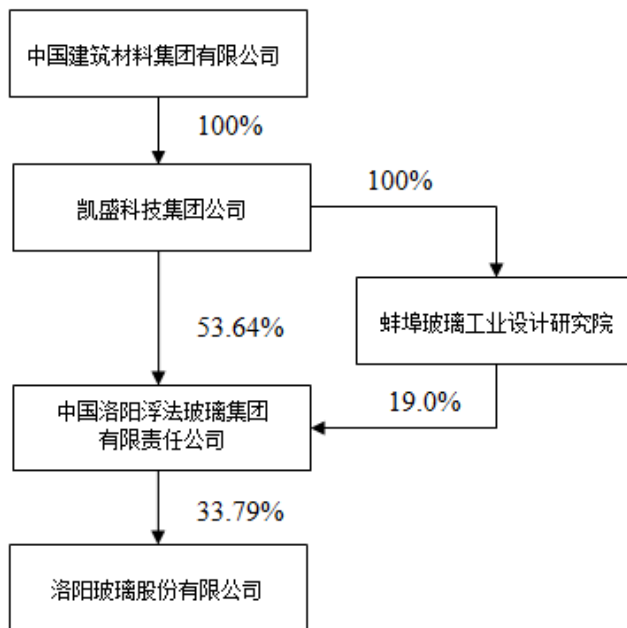 中国建筑材料集团有限公司
100%
凯盛科技集团公司
100%
53.64%
蚌埠玻璃工业设计研究院
中国洛阳浮法玻璃集团
有限责任公司
19.0%
33.79%
洛阳玻璃股份有限公司